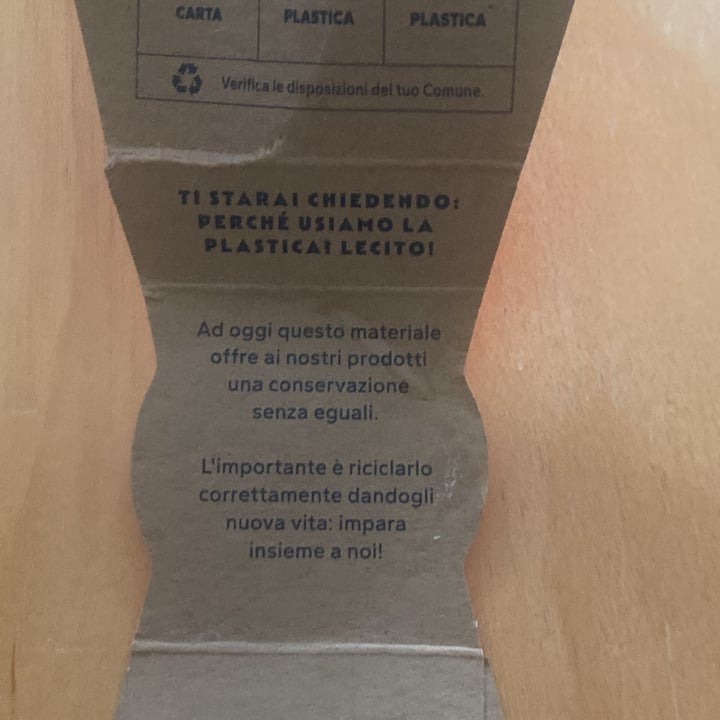 CARTA PLASTICA PLASTICA
Verifica le disposizioni del tuo Comune.
TI STARAI CHIEDENDO:
PERCHÉ USIAMO LA
PLASTICA? LECITO!
Ad oggi questo materiale
offre ai nostri prodotti
una conservazione
senza eguali.
L'importante è riciclarlo
correttamente dandogli
nuova vita: impara
insieme a noi!